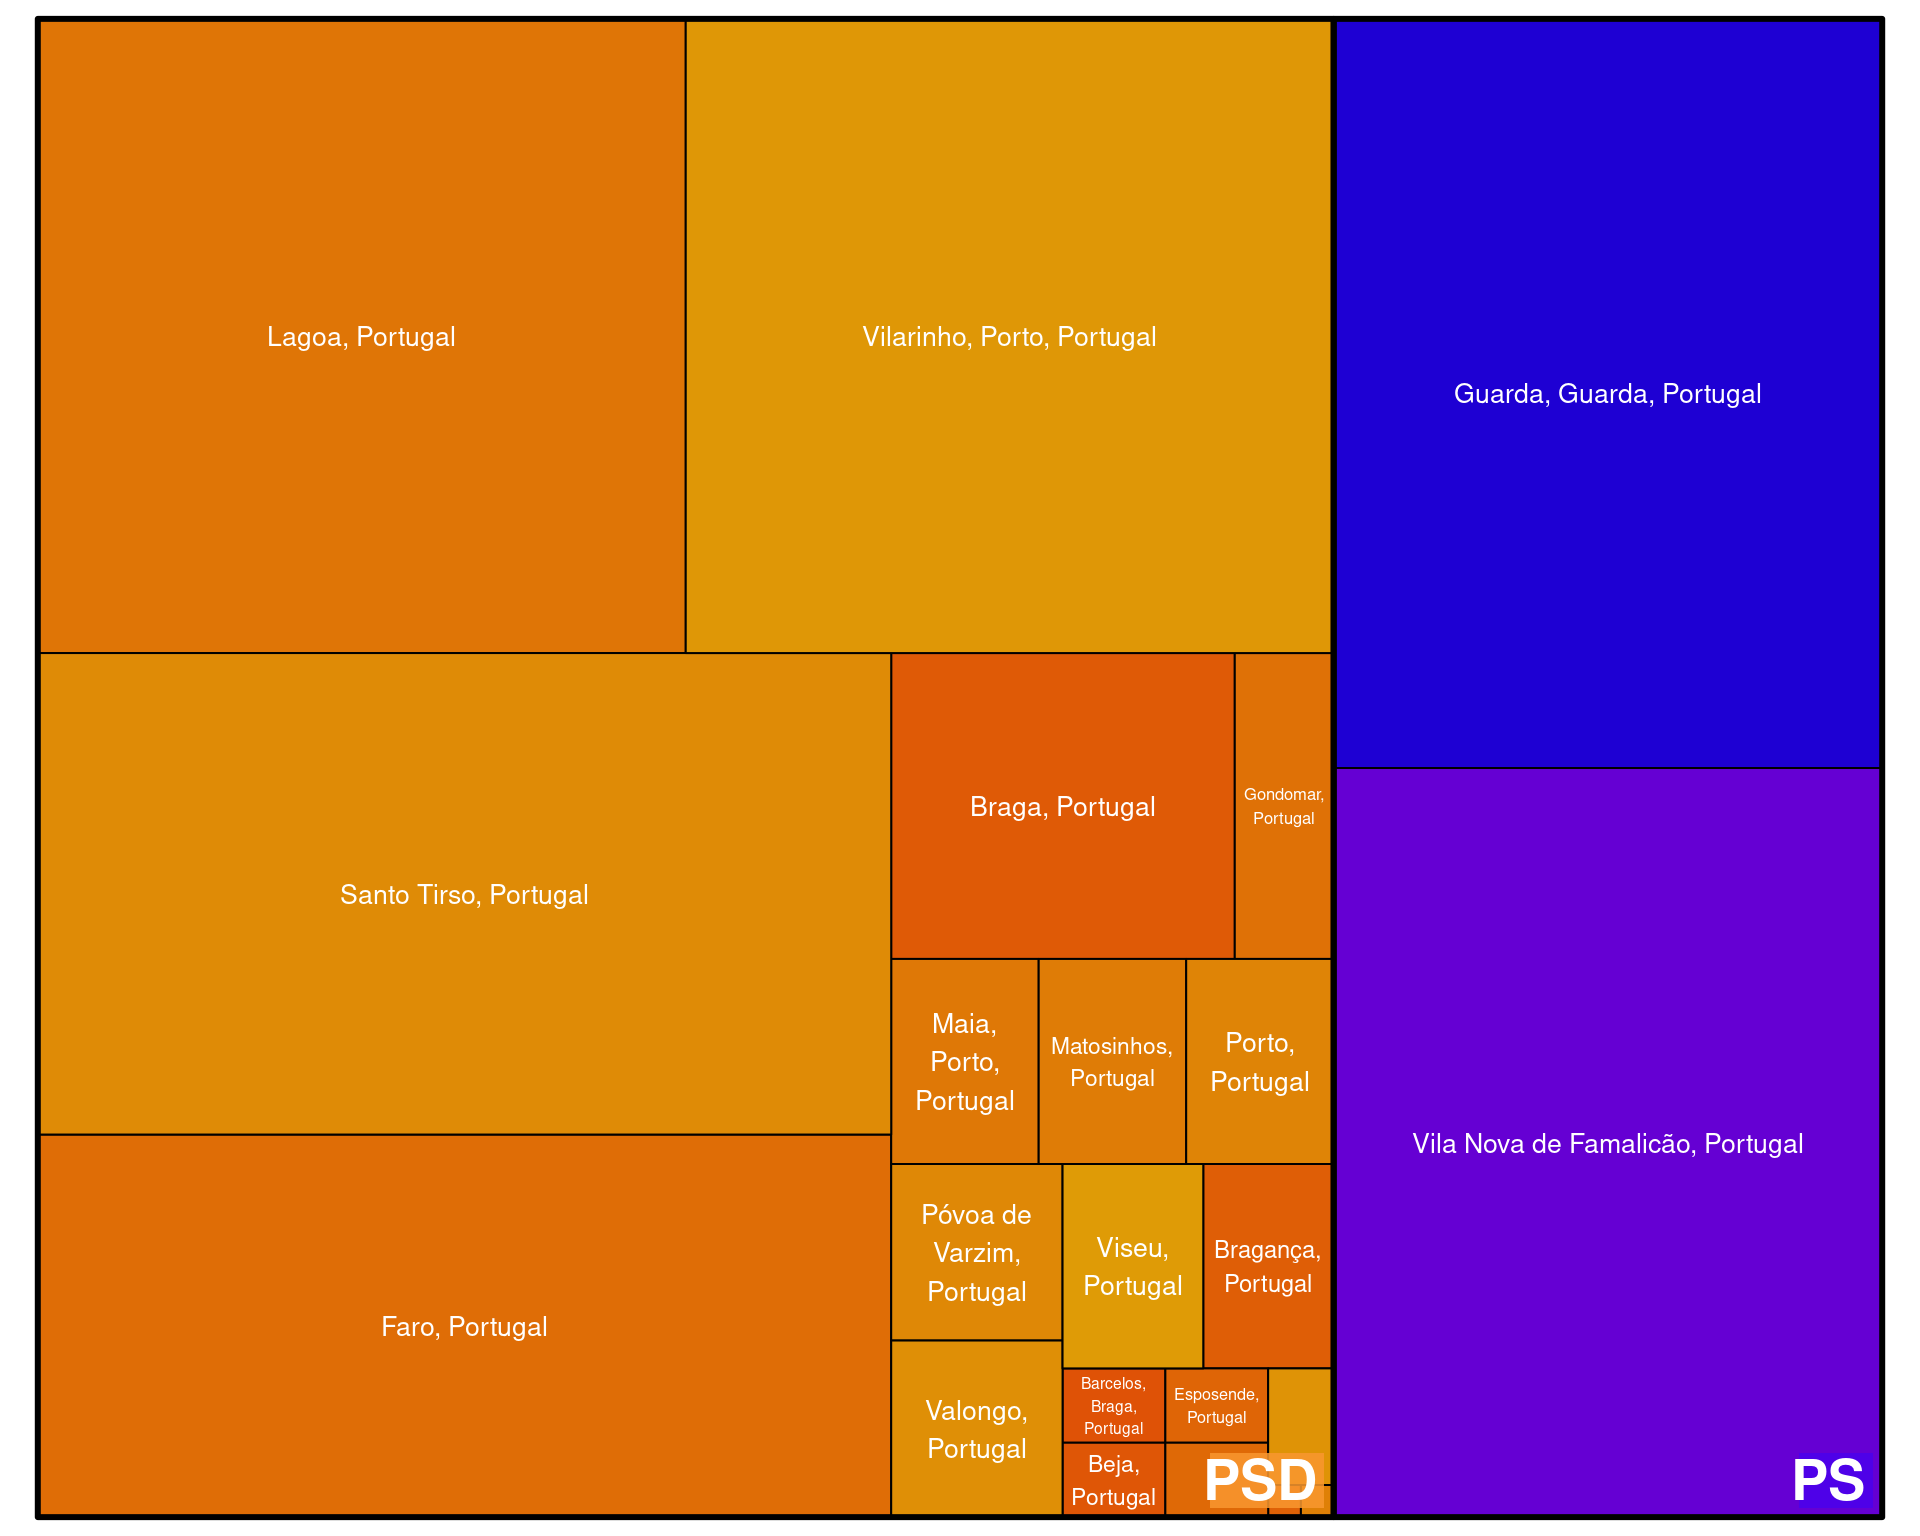 Lagoa, Portugal
Vilarinho, Porto, Portugal
Guarda, Guarda, Portugal
Santo Tirso, Portugal
Braga, Portugal
Gondomar,
Portugal
Maia,
Porto,
Portugal
Matosinhos,
Portugal
Porto,
Portugal
Vila Nova de Famalicão, Portugal
Faro, Portugal
Póvoa de
Varzim,
Portugal
Viseu,
Portugal
Bragança,
Portugal
Valongo,
Portugal
Barcelos,
Braga,
Portugal
Esposende,
Portugal
Beja,
Portugal
PSD
PS